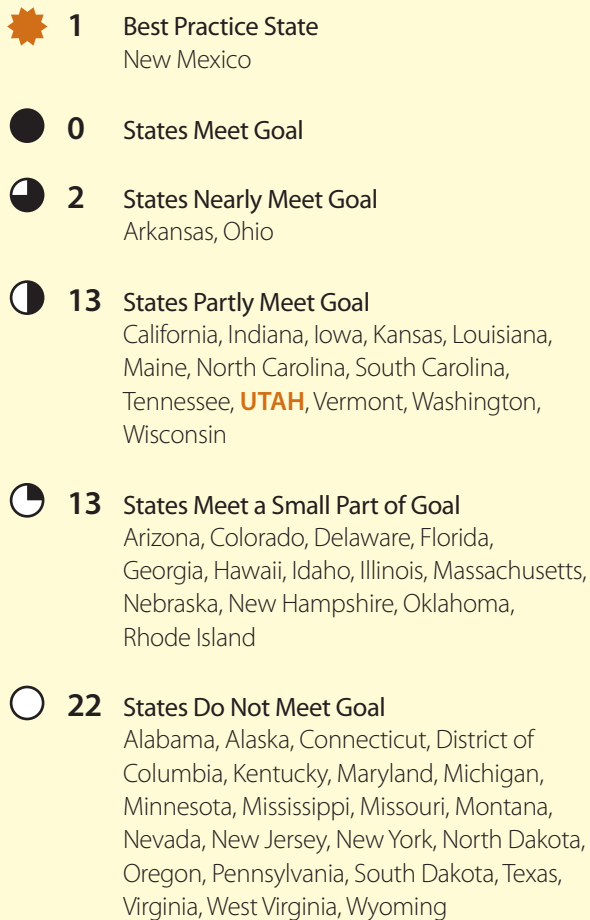 1 Best Practice State
New Mexico
0 States Meet Goal
2 States Nearly Meet Goal
Arkansas, Ohio
13 States Partly Meet Goal
California, Indiana, Iowa, Kansas, Louisiana,
Maine, North Carolina, South Carolina,
Tennessee, UTAH, Vermont, Washington,
Wisconsin
13 States Meet a Small Part of Goal
Arizona, Colorado, Delaware, Florida,
Georgia, Hawaii, Idaho, Illinois, Massachusetts,
Nebraska, New Hampshire, Oklahoma,
Rhode Island
22 States Do Not Meet Goal
Alabama, Alaska, Connecticut, District of
Columbia, Kentucky, Maryland, Michigan,
Minnesota, Mississippi, Missouri, Montana,
Nevada, New Jersey, New York, North Dakota,
Oregon, Pennsylvania, South Dakota, Texas,
Virginia, West Virginia, Wyoming